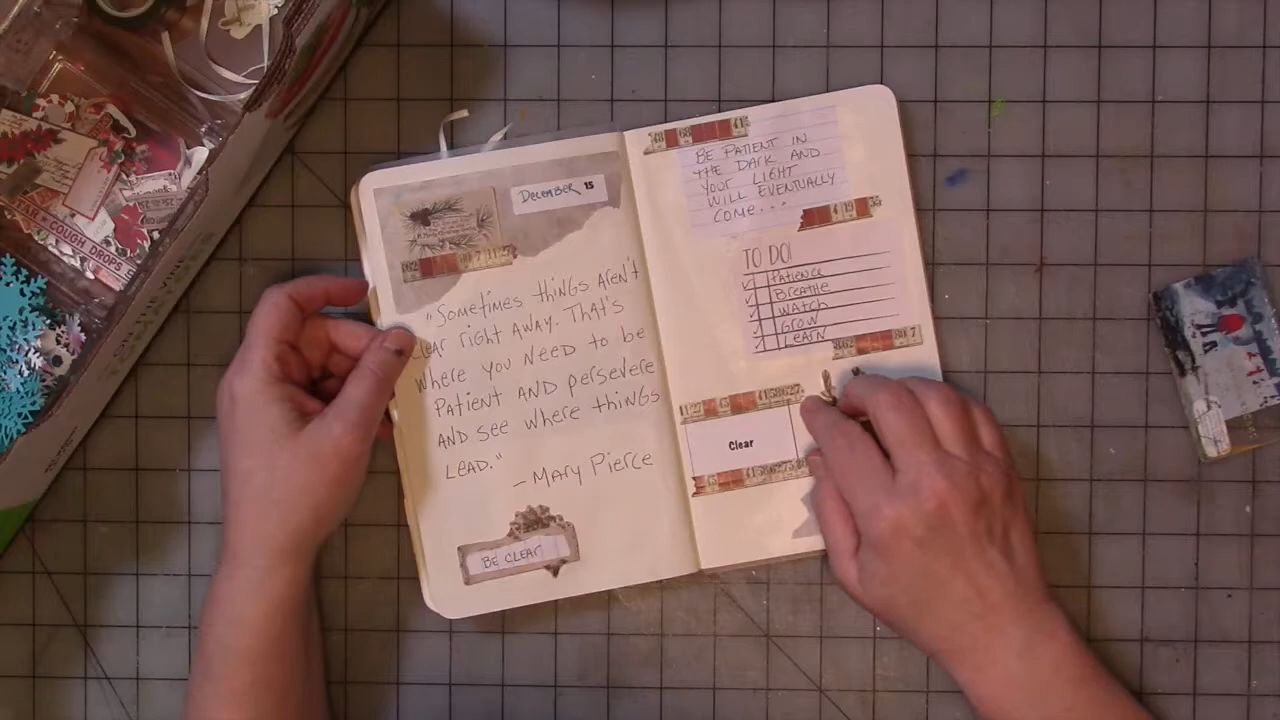 DECEMBER 15
"Sometimes things Aren't
Clear right AWAY. That's
where you Need to be
Patient AND persevere
AND see where things
LEAD."
- Mary Pierce
BE CLEAR
BE PATIENT IN
THE DARK AND
YOUR LIGHT
WILL EVENTUALLY
COME...
TO DO!
PATIENCE
BREATHE
WATCH
GROW
LEARN
Clear
COUGH DROPS